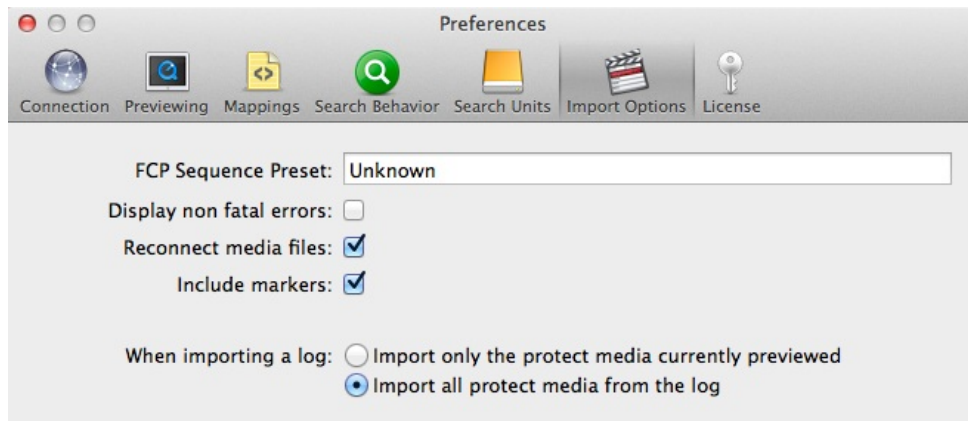 Preferences
Connection Previewing Mappings Search Behavior Search Units Import Options License
FCP Sequence Preset: Unknown
Display non fatal errors:
Reconnect media files:
Include markers:
When importing a log: Import only the protect media currently previewed
Import all protect media from the log